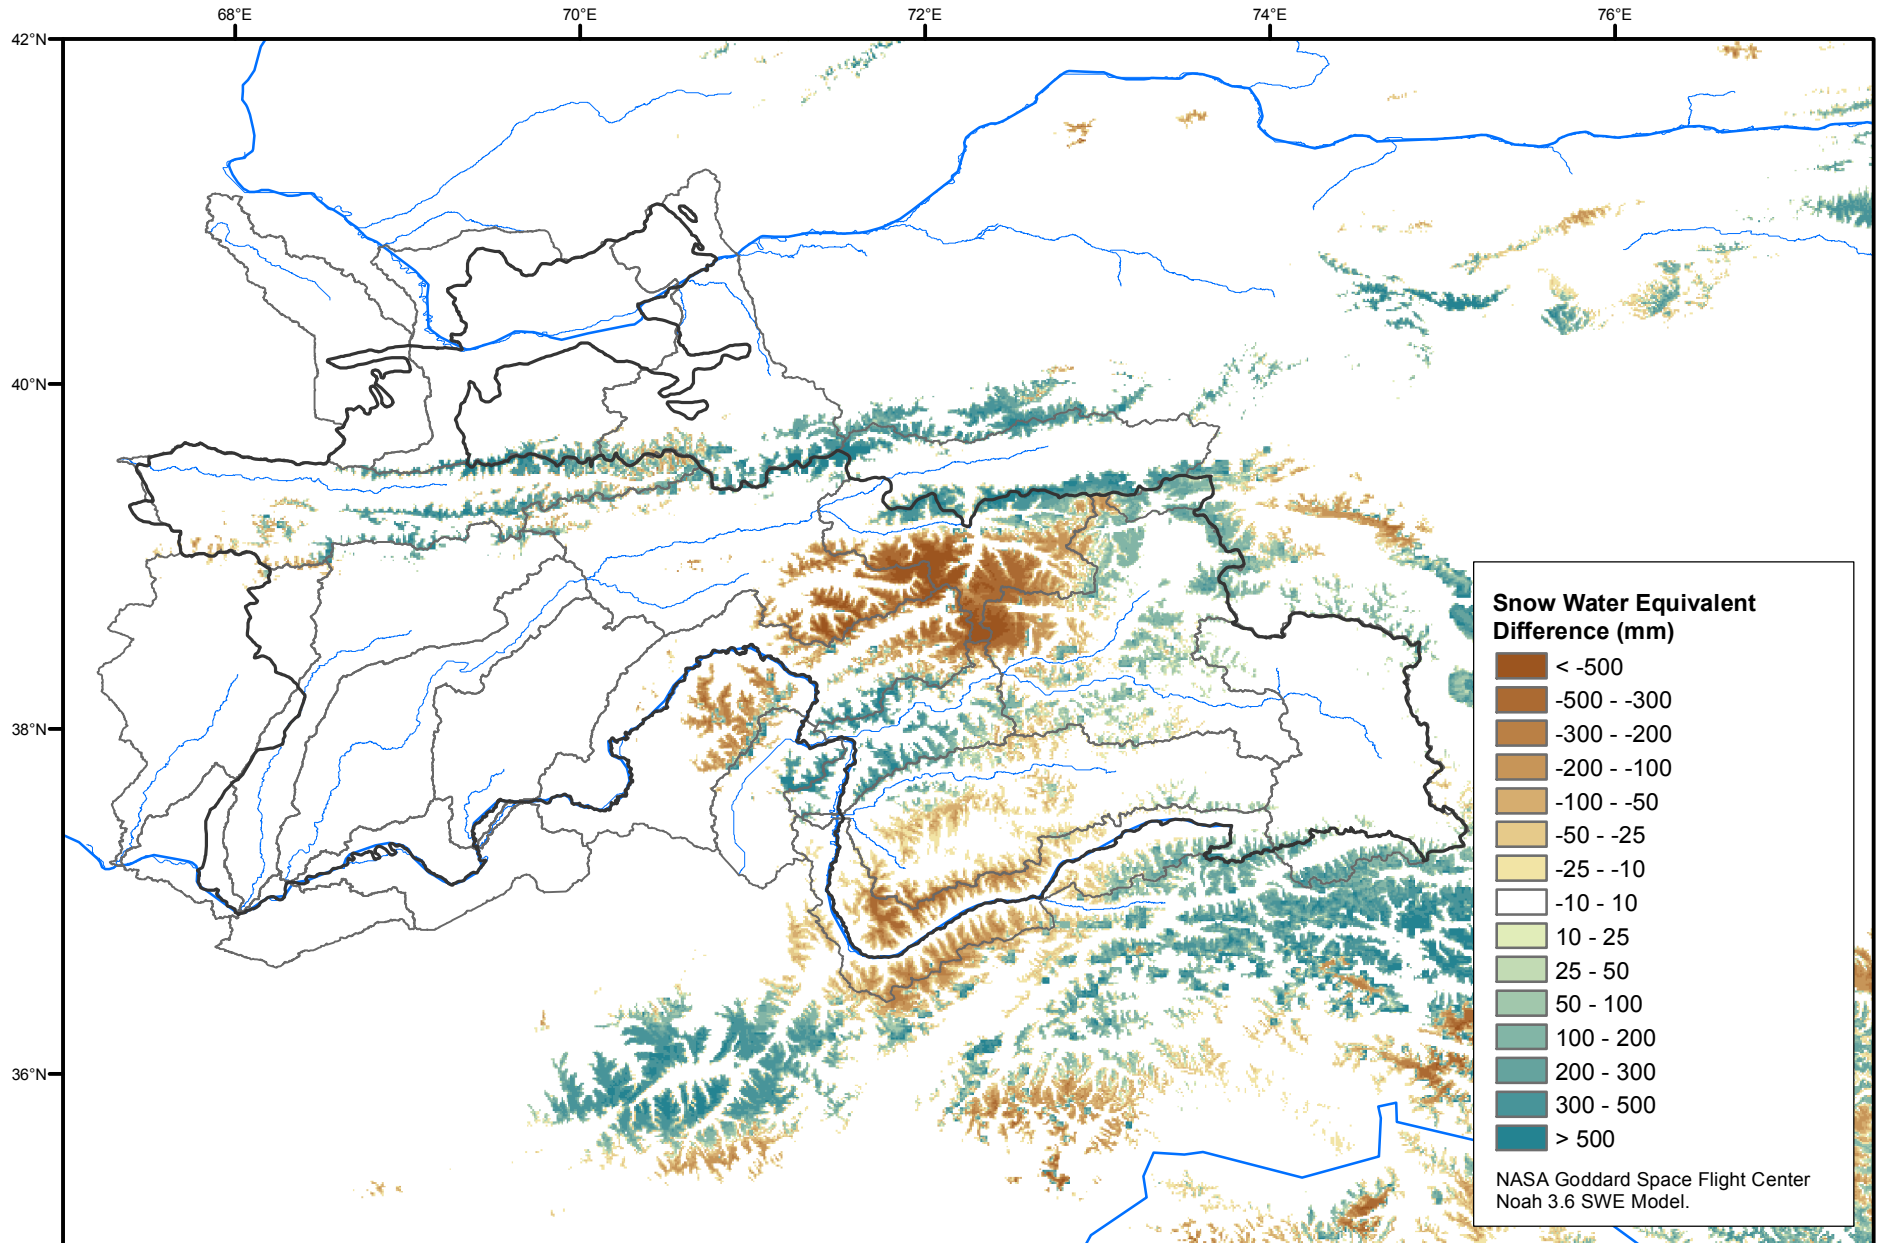 68°E
70°E
72°E
74°E
76°E
42°N
40°N
38°N
36°N
Snow Water Equivalent
Difference (mm)
< -500
-500 - -300
-300 - -200
-200 - -100
-100 - -50
-50 - -25
-25 - -10
-10 - 10
10 - 25
25 - 50
50 - 100
100 - 200
200 - 300
300 - 500
> 500
NASA Goddard Space Flight Center
Noah 3.6 SWE Model.